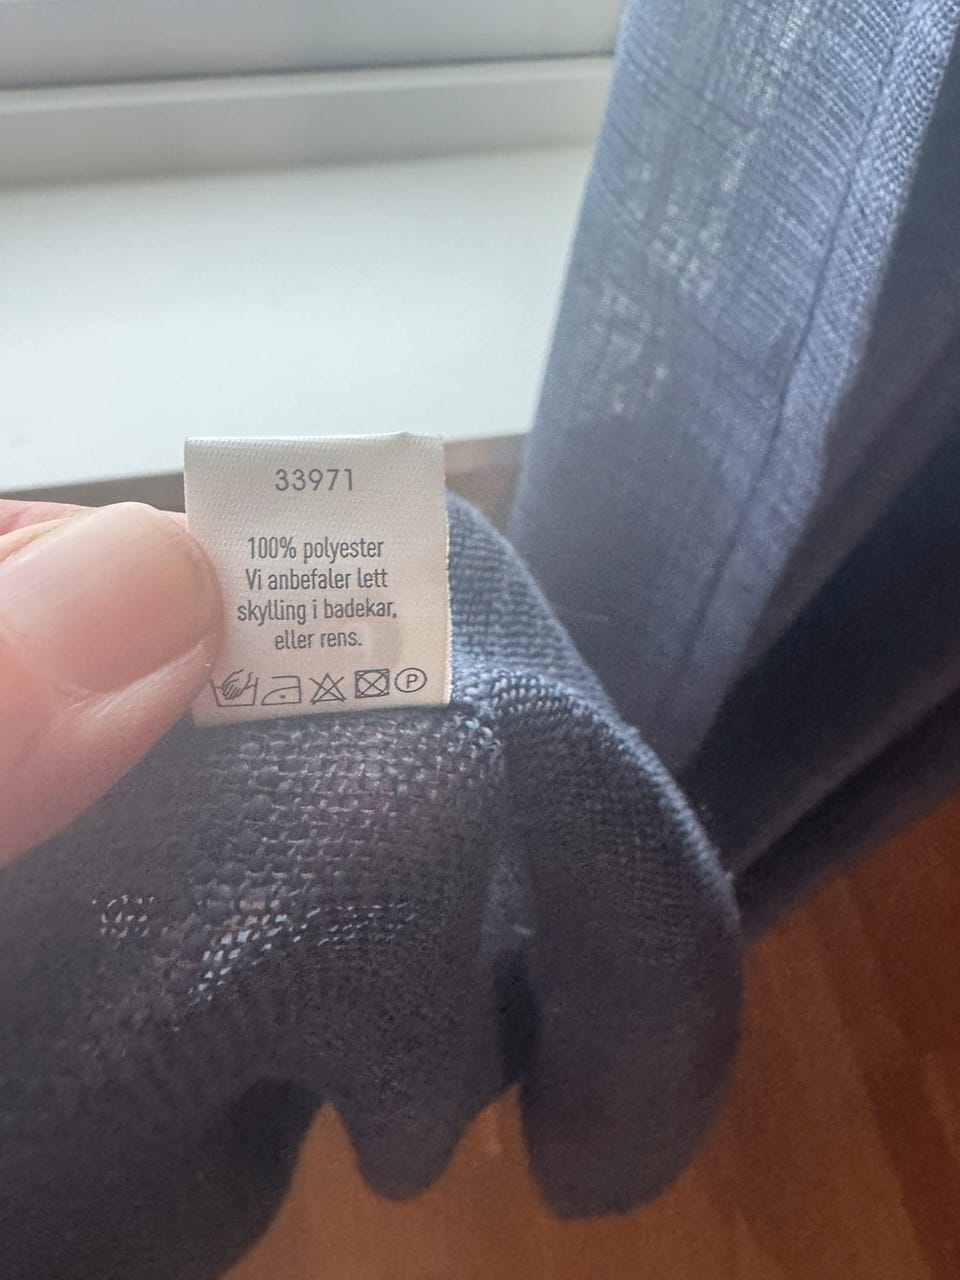 33971
100% polyester
Vi anbefaler lett
skylling i badekar,
eller rens.
P